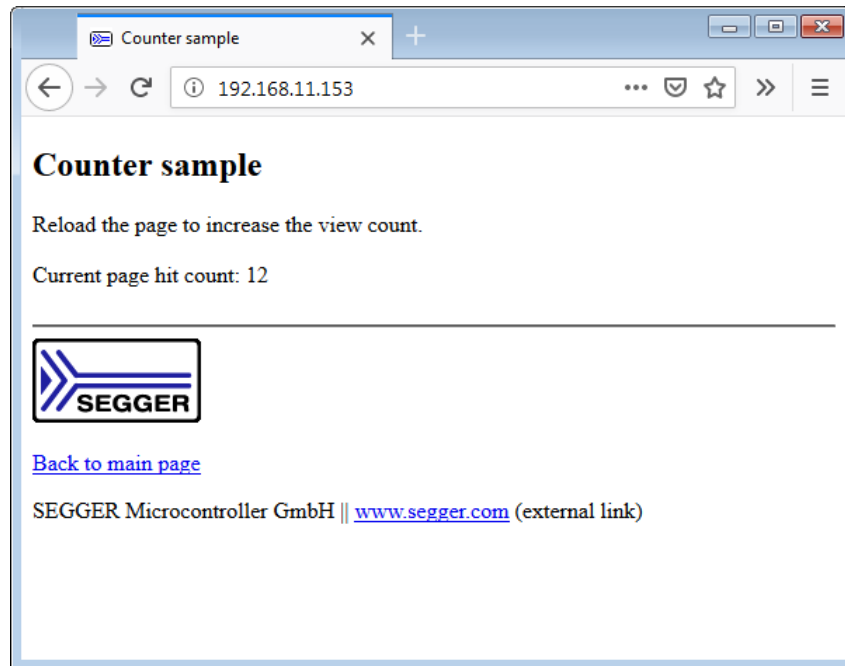 Counter sample
192.168.11.153
Counter sample
Reload the page to increase the view count.
Current page hit count: 12
SEGGER
Back to main page
SEGGER Microcontroller GmbH || www.segger.com (external link)